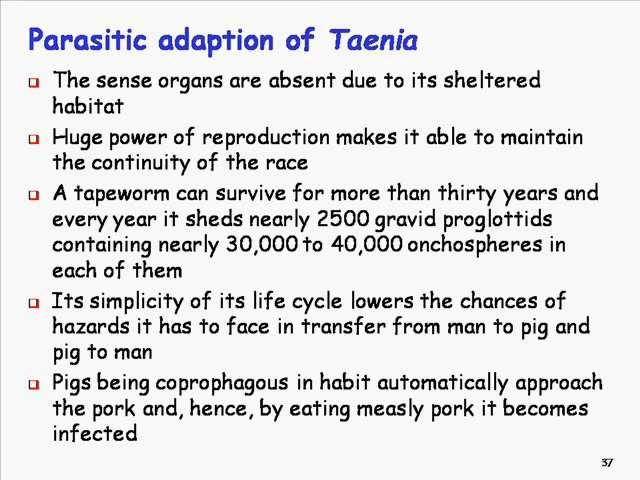 Parasitic adaption of Taenia
The sense organs are absent due to its sheltered
habitat
Huge power of reproduction makes it able to maintain
the continuity of the race
A tapeworm can survive for more than thirty years and
every year it sheds nearly 2500 gravid proglottids
containing nearly 30,000 to 40,000 onchospheres in
each of them
Its simplicity of its life cycle lowers the chances of
hazards it has to face in transfer from man to pig and
pig to man
Pigs being coprophagous in habit automatically approach
the pork and, hence, by eating measly pork it becomes
infected
37